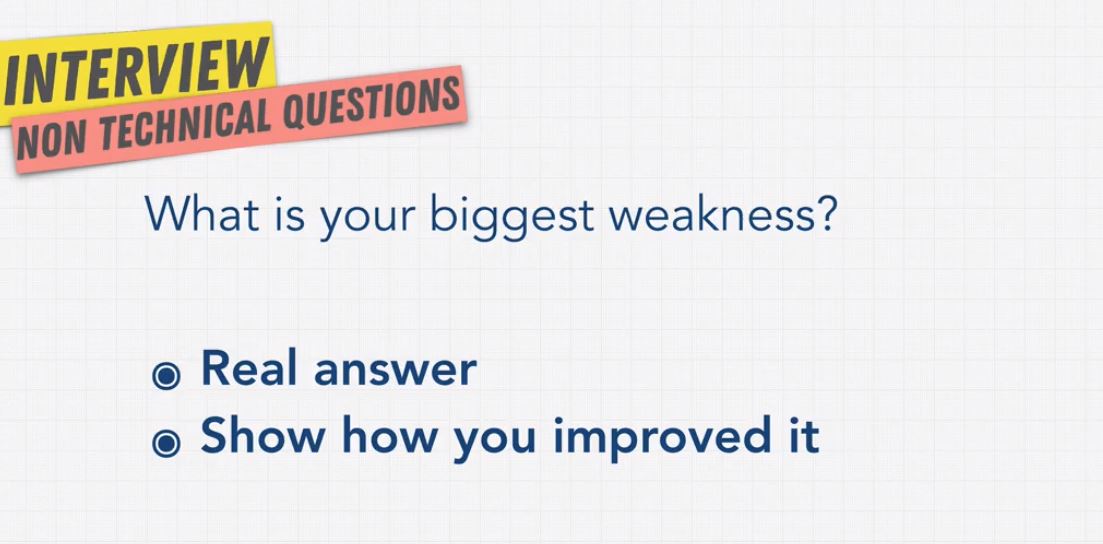 INTERVIEW
NON TECHNICAL QUESTIONS
What is your biggest weakness?
Real answer
Show how you improved it